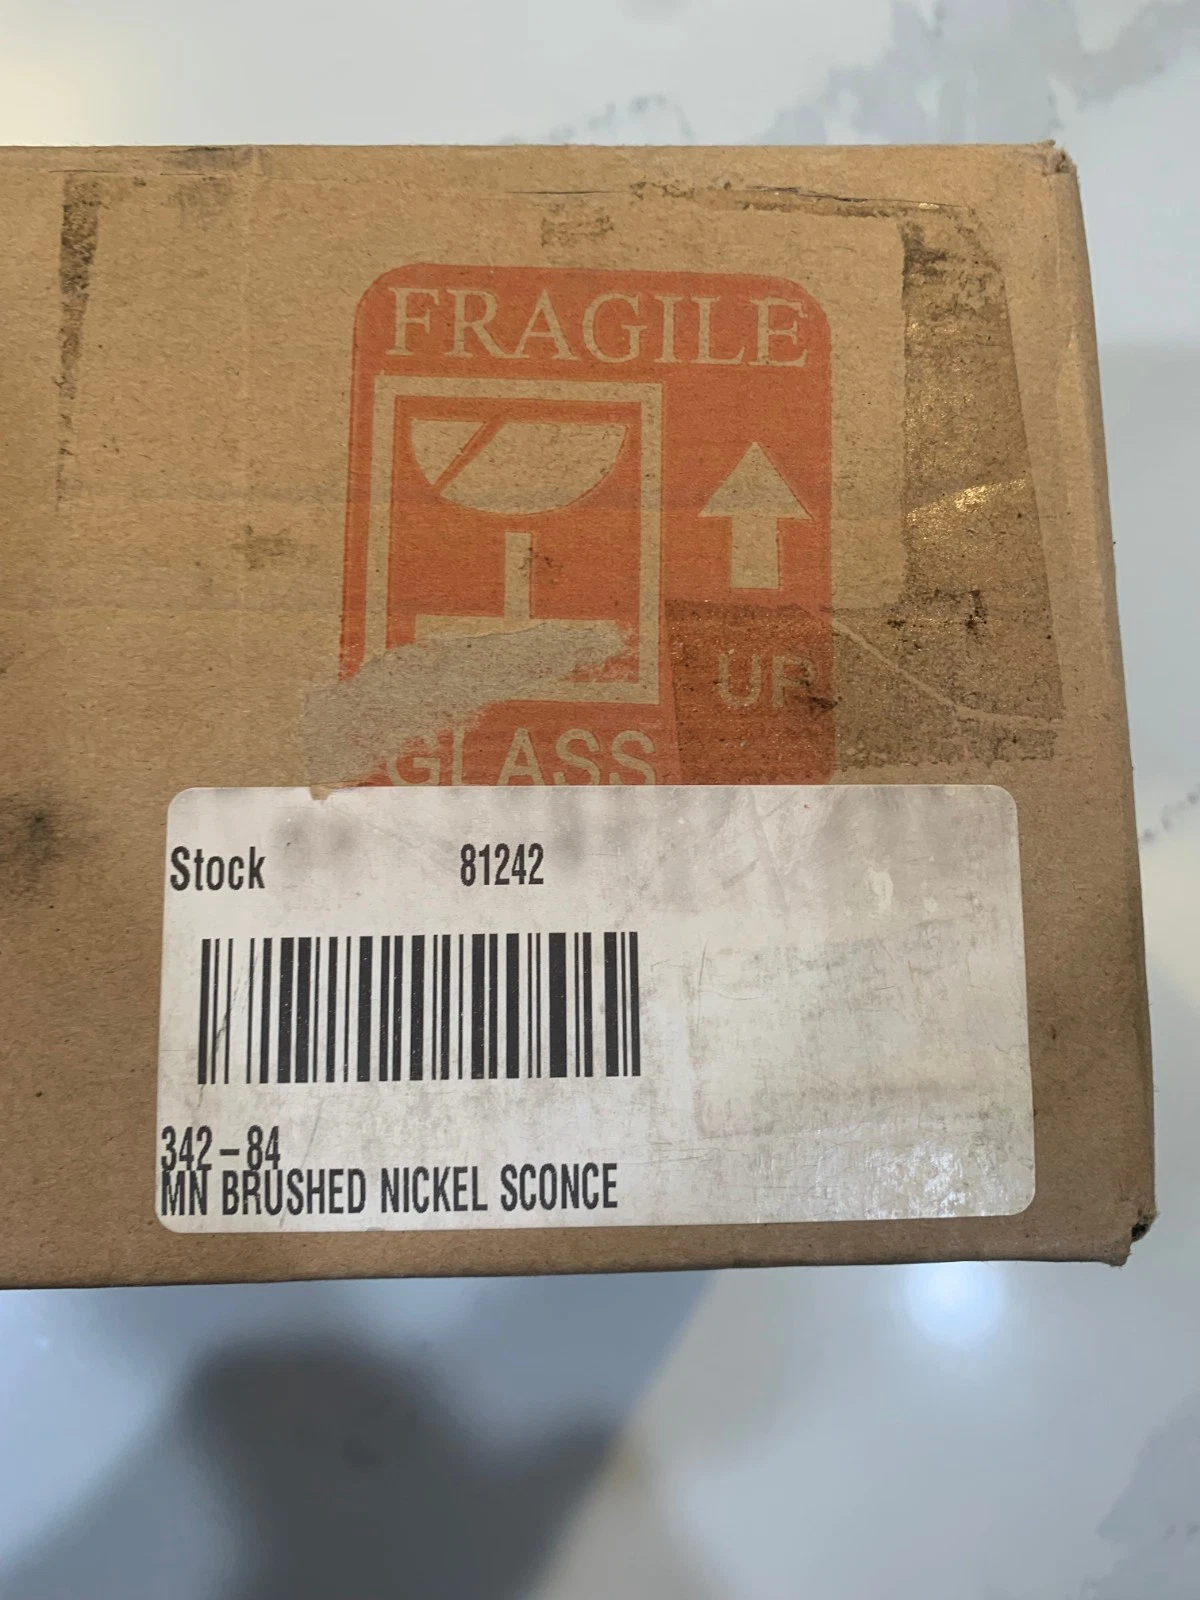 FRAGILE
UP
GLASS
Stock 81242
342-84
MN BRUSHED NICKEL SCONCE